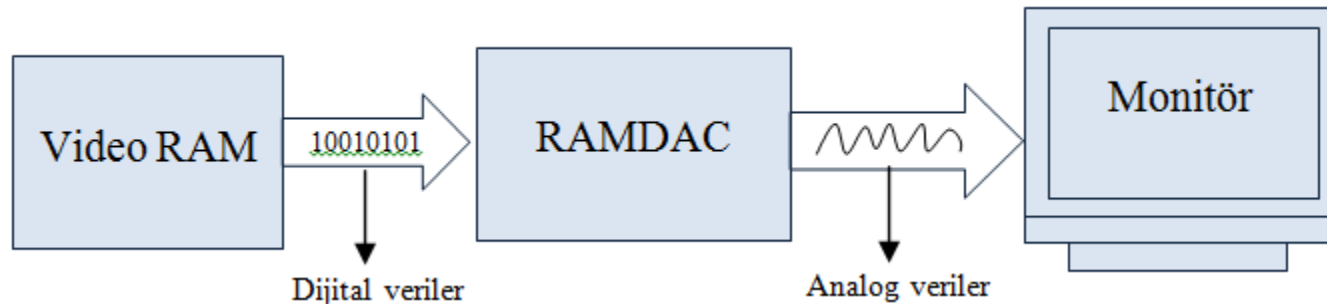 Video RAM
10010101
RAMDAC
Monitör
Dijital veriler
Analog veriler